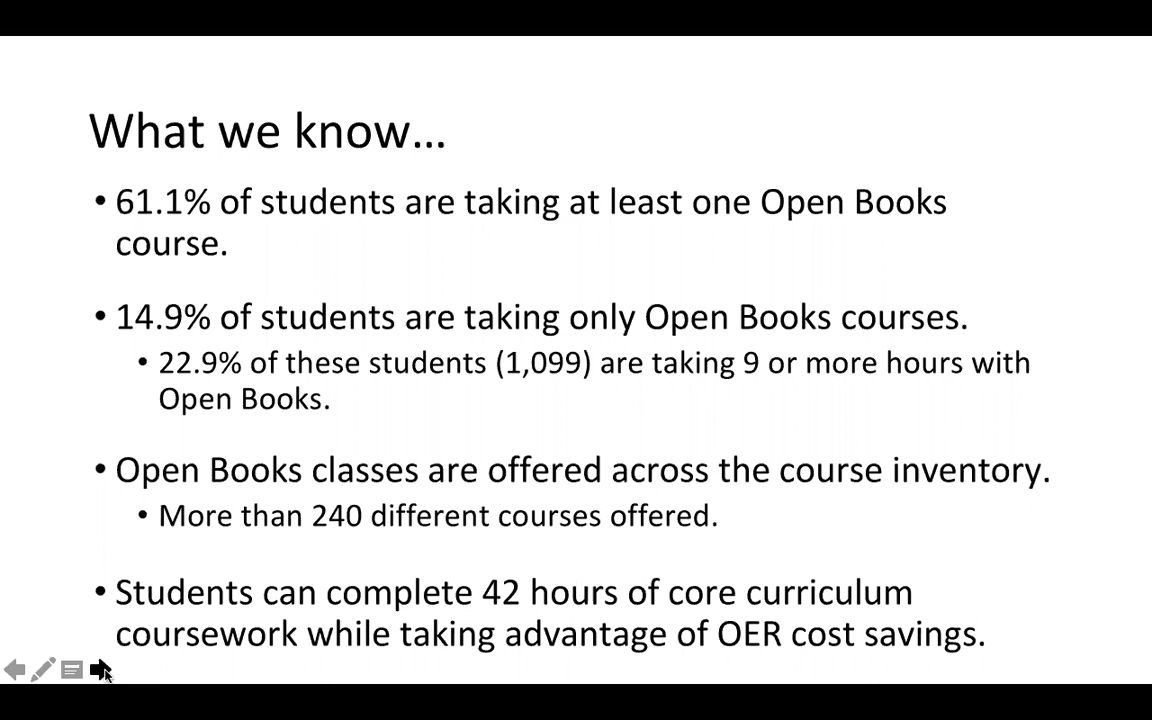 What we know...
• 61.1% of students are taking at least one Open Books
course.
• 14.9% of students are taking only Open Books courses.
• 22.9% of these students (1,099) are taking 9 or more hours with
Open Books.
• Open Books classes are offered across the course inventory.
• More than 240 different courses offered.
• Students can complete 42 hours of core curriculum
coursework while taking advantage of OER cost savings.